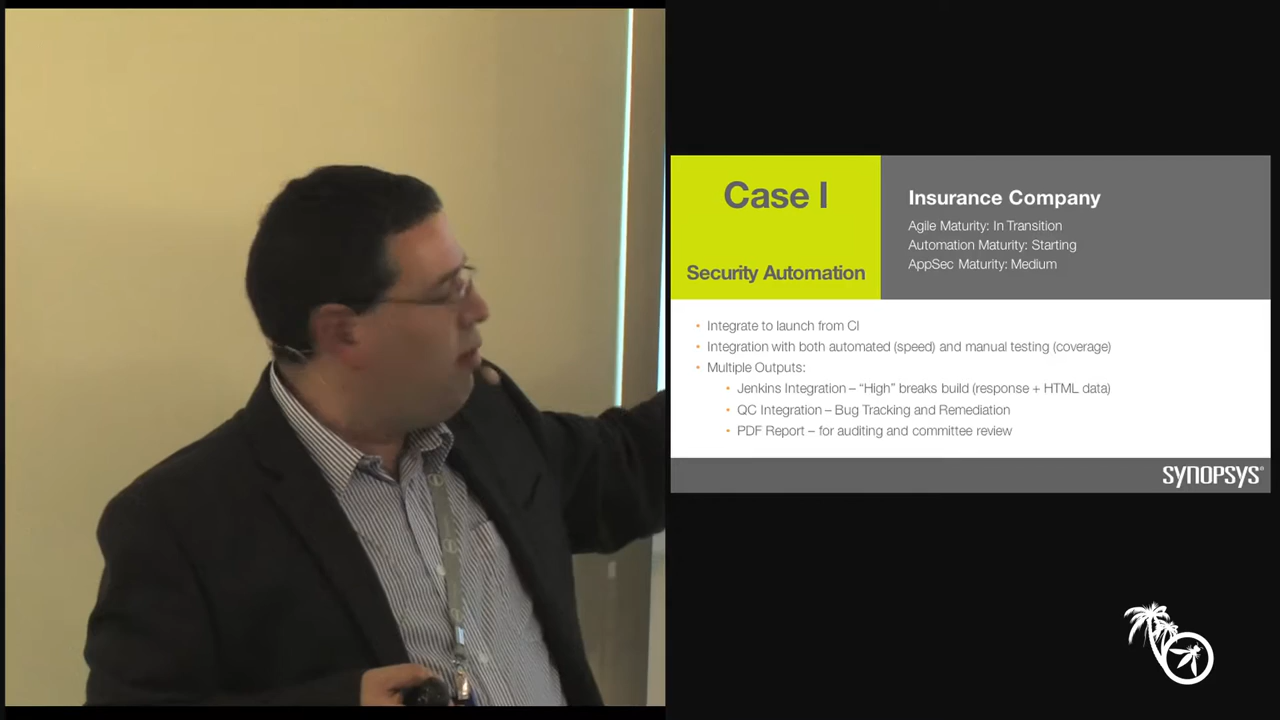 Case I
Security Automation
Insurance Company
Agile Maturity: In Transition
Automation Maturity: Starting
AppSec Maturity: Medium
• Integrate to launch from CI
• Integration with both automated (speed) and manual testing (coverage)
• Multiple Outputs:
• Jenkins Integration – “High” breaks build (response + HTML data)
• QC Integration – Bug Tracking and Remediation
• PDF Report – for auditing and committee review
SYNOPSYS®